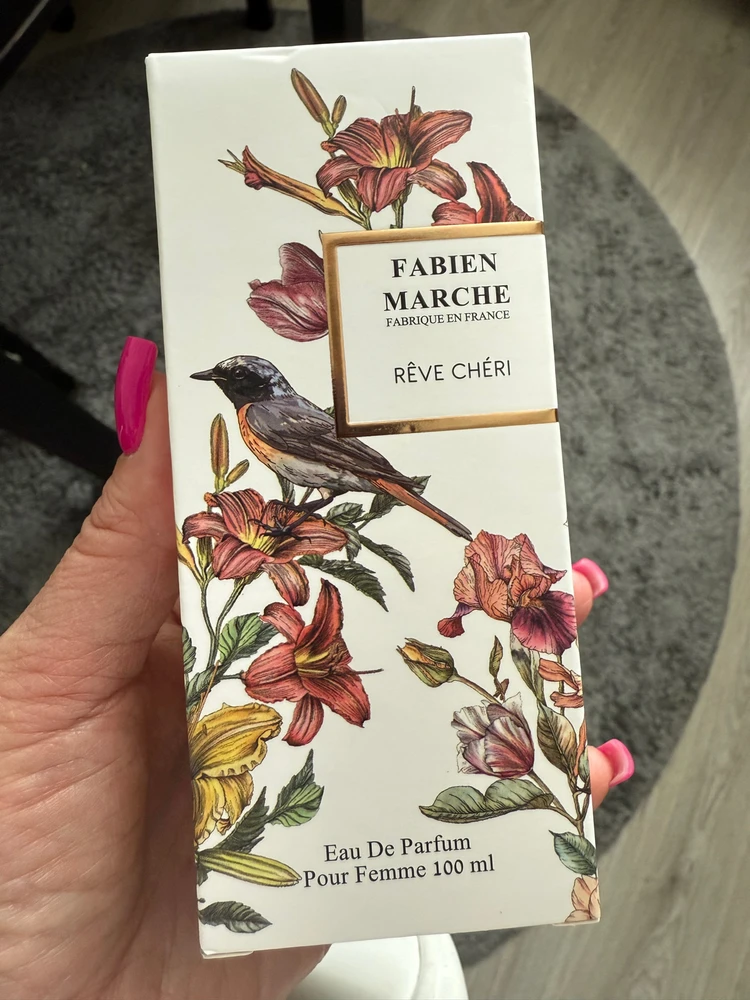 FABIEN
MARCHE
FABRIQUE EN FRANCE
RÊVE CHÉRI
Eau De Parfum
Pour Femme 100 ml